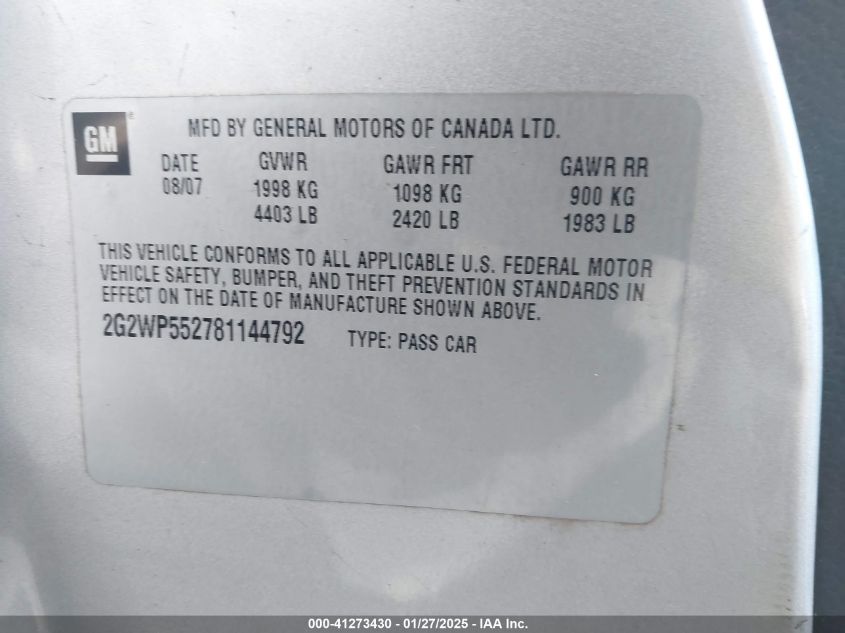 GM ®
MFD BY GENERAL MOTORS OF CANADA LTD.
DATE GVWR GAWR FRT GAWR RR
08/07 1998 KG 1098 KG 900 KG
4403 LB 2420 LB 1983 LB
THIS VEHICLE CONFORMS TO ALL APPLICABLE U.S. FEDERAL MOTOR
VEHICLE SAFETY, BUMPER, AND THEFT PREVENTION STANDARDS IN
EFFECT ON THE DATE OF MANUFACTURE SHOWN ABOVE.
2G2WP552781144792 TYPE: PASS CAR
000-41273430 - 01/27/2025 - IAA Inc.